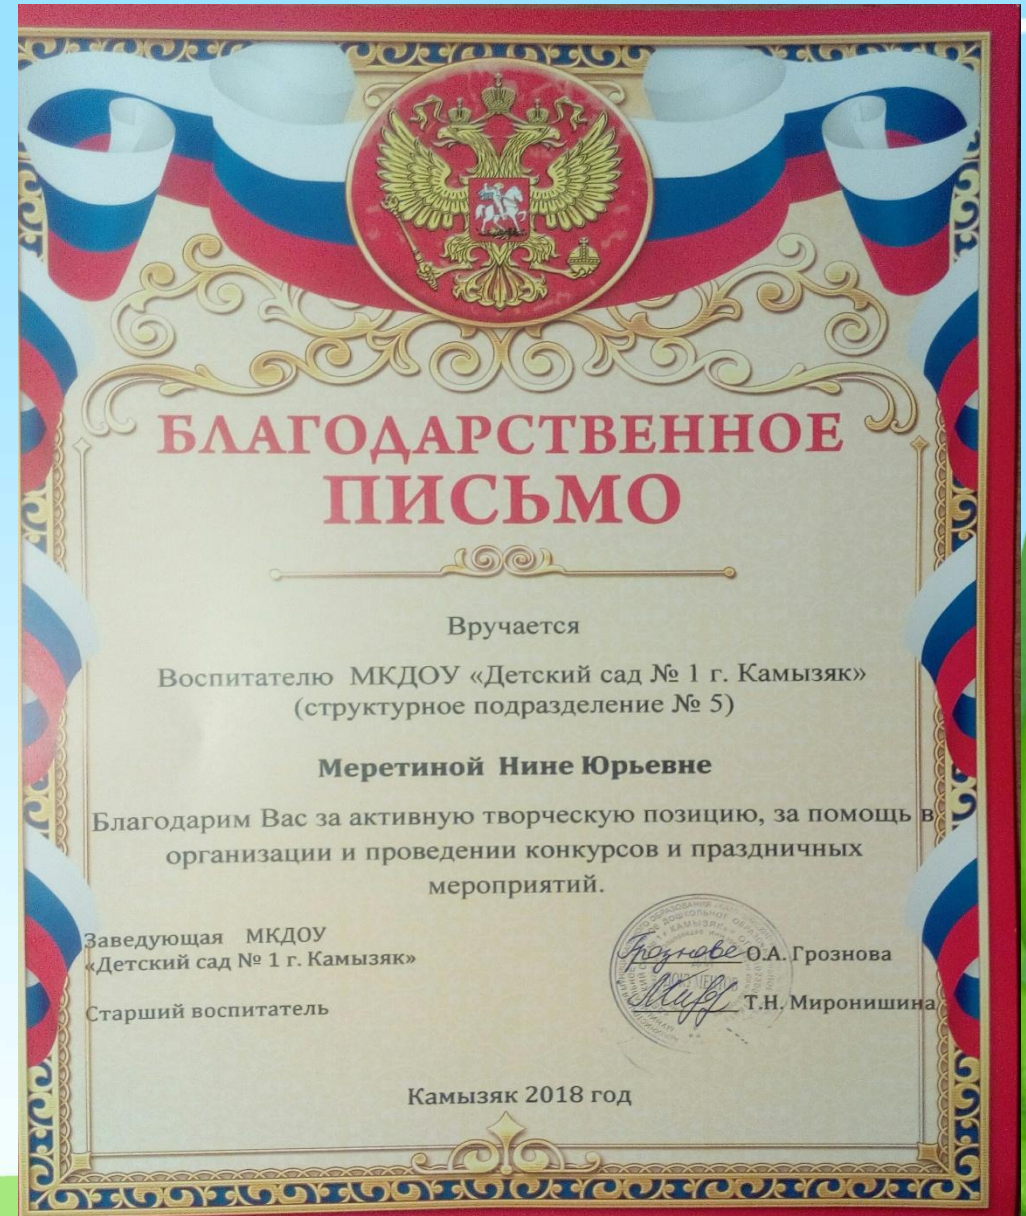 БЛАГОДАРСТВЕННОЕ
ПИСЬМО
Вручается
Воспитателю МКДОУ «Детский сад № 1 г. Камызяк»
(структурное подразделение № 5)
Меретиной Нине Юрьевне
Благодарим Вас за активную творческую позицию, за помощь в
организации и проведении конкурсов и праздничных
мероприятий.
Заведующая МКДОУ
«Детский сад № 1 г. Камызяк»
О.А. Грознова
Старший воспитатель
Т.Н. Миронишина
Камызяк 2018 год